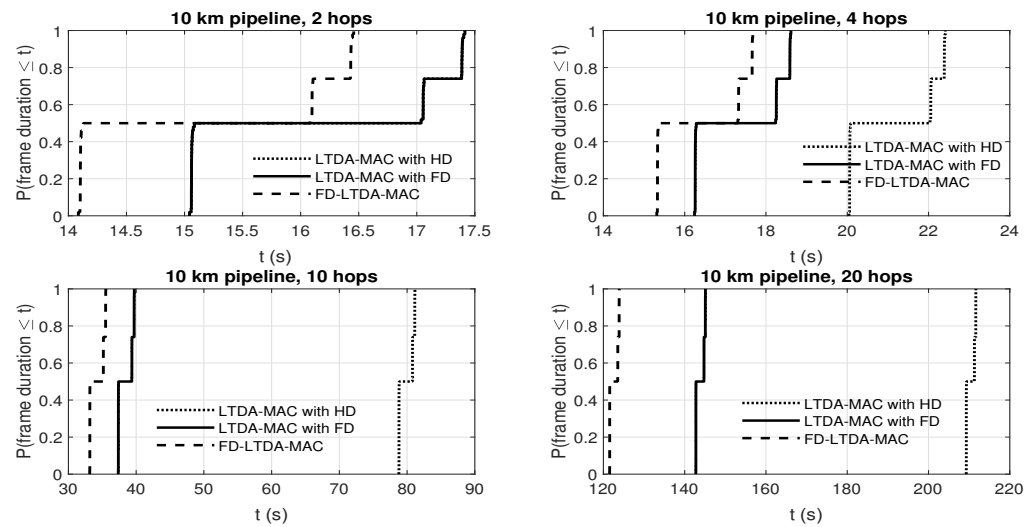 10 km pipeline, 2 hops
P(frame duration ≤ t)
1
0.8
0.6
0.4
0.2
0
LTDA-MAC with HD
LTDA-MAC with FD
FD-LTDA-MAC
14 14.5 15 15.5 16 16.5 17 17.5
t (s)
10 km pipeline, 4 hops
P(frame duration ≤ t)
1
0.8
0.6
0.4
0.2
0
LTDA-MAC with HD
LTDA-MAC with FD
FD-LTDA-MAC
14 16 18 20 22 24
t (s)
10 km pipeline, 10 hops
P(frame duration ≤ t)
1
0.8
0.6
0.4
0.2
0
LTDA-MAC with HD
LTDA-MAC with FD
FD-LTDA-MAC
30 40 50 60 70 80 90
t (s)
10 km pipeline, 20 hops
P(frame duration ≤ t)
1
0.8
0.6
0.4
0.2
0
LTDA-MAC with HD
LTDA-MAC with FD
FD-LTDA-MAC
120 140 160 180 200 220
t (s)